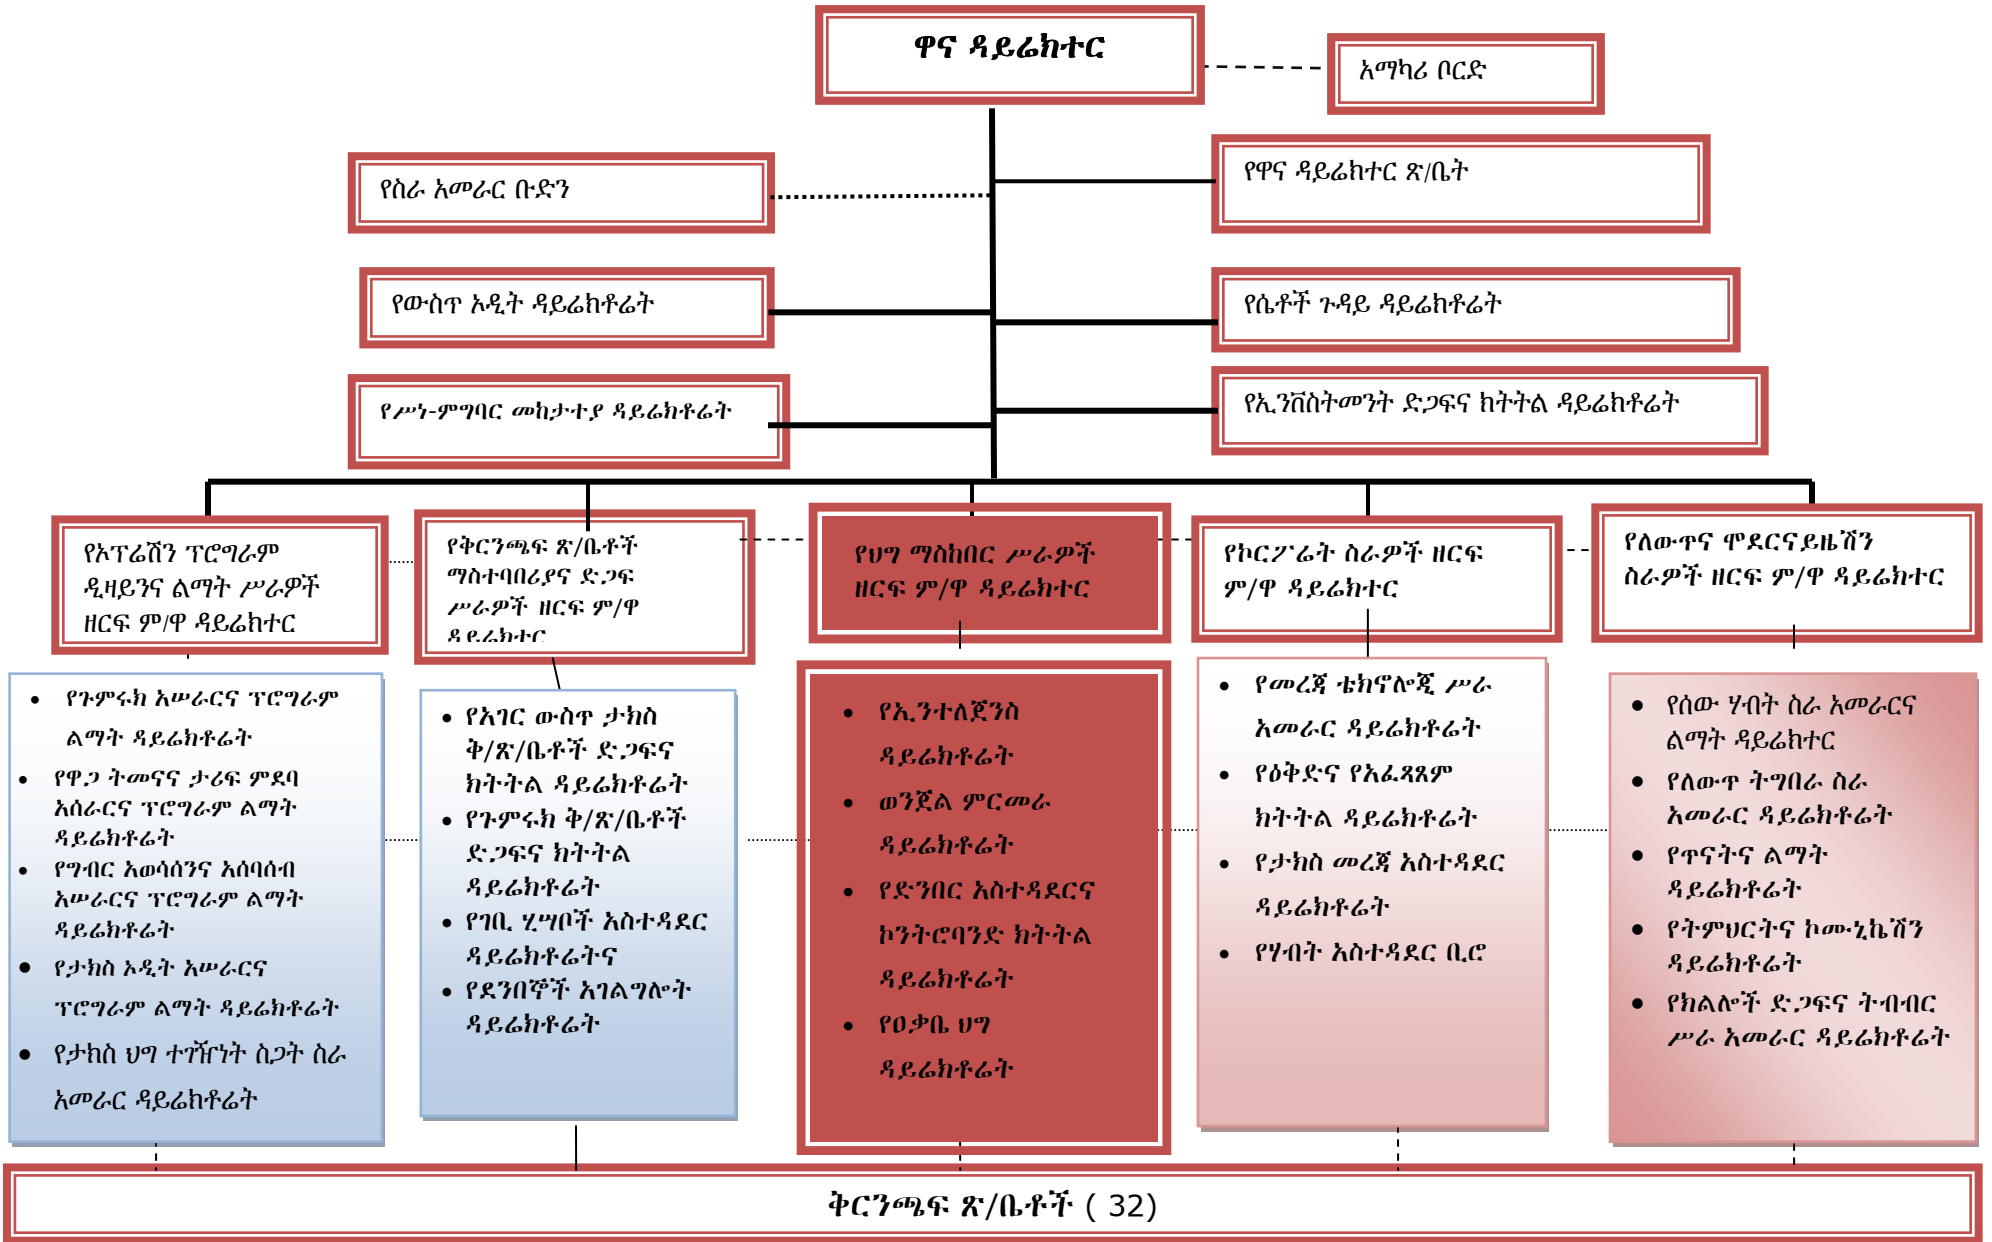 ዋና ዳይሬክተር
አማካሪ ቦርድ
የስራ አመራር ቡድን
የዋና ዳይሬክተር ጽ/ቤት
የውስጥ ኦዲት ዳይሬክቶሬት
የሴቶች ጉዳይ ዳይሬክቶሬት
የሥነ-ምግባር መከታተያ ዳይሬክቶሬት
የኢንቨስትመንት ድጋፍና ክትትል ዳይሬክቶሬት
የኦፕሬሽን ፕሮግራም
ዲዛይንና ልማት ሥራዎች
ዘርፍ ም/ዋ ዳይሬክተር
የቅርንጫፍ ጽ/ቤቶች
ማስተባበሪያና ድጋፍ
ሥራዎች ዘርፍ ም/ዋ
ዳይሬክተር
የህግ ማስከበር ሥራዎች
ዘርፍ ም/ዋ ዳይሬክተር
የኮርፖሬት ስራዎች ዘርፍ
ም/ዋ ዳይሬክተር
የለውጥና ሞደርናይዜሽን
ስራዎች ዘርፍ ም/ዋ ዳይሬክተር
• የጉምሩክ አሠራርና ፕሮግራም
ልማት ዳይሬክቶሬት
• የዋጋ ትመናና ታሪፍ ምደባ
አሰራርና ፕሮግራም ልማት
ዳይሬክቶሬት
• የግብር አወሳሰንና አሰባሰብ
አሠራርና ፕሮግራም ልማት
ዳይሬክቶሬት
• የታክስ ኦዲት አሠራርና
ፕሮግራም ልማት ዳይሬክቶሬት
• የታክስ ህግ ተገዥነት ስጋት ስራ
አመራር ዳይሬክቶሬት
• የአገር ውስጥ ታክስ
ቅ/ጽ/ቤቶች ድጋፍና
ክትትል ዳይሬክቶሬት
• የጉምሩክ ቅ/ጽ/ቤቶች
ድጋፍና ክትትል
ዳይሬክቶሬት
• የገቢ ሂሣቦች አስተዳደር
ዳይሬክቶሬትና
• የደንበኞች አገልግሎት
ዳይሬክቶሬት
• የኢንተለጀንስ
ዳይሬክቶሬት
• ወንጀል ምርመራ
ዳይሬክቶሬት
• የድንበር አስተዳደርና
ኮንትሮባንድ ክትትል
ዳይሬክቶሬት
• የዐቃቤ ህግ
ዳይሬክቶሬት
• የመረጃ ቴክኖሎጂ ሥራ
አመራር ዳይሬክቶሬት
• የዕቅድና የአፈጻጸም
ክትትል ዳይሬክቶሬት
• የታክስ መረጃ አስተዳደር
ዳይሬክቶሬት
• የሃብት አስተዳደር ቢሮ
• የሰው ሃብት ስራ አመራርና
ልማት ዳይሬክተር
• የለውጥ ትግበራ ስራ
አመራር ዳይሬክቶሬት
• የጥናትና ልማት
ዳይሬክቶሬት
• የትምህርትና ኮሙኒኬሽን
ዳይሬክቶሬት
• የክልሎች ድጋፍና ትብብር
ሥራ አመራር ዳይሬክቶሬት
ቅርንጫፍ ጽ/ቤቶች ( 32)